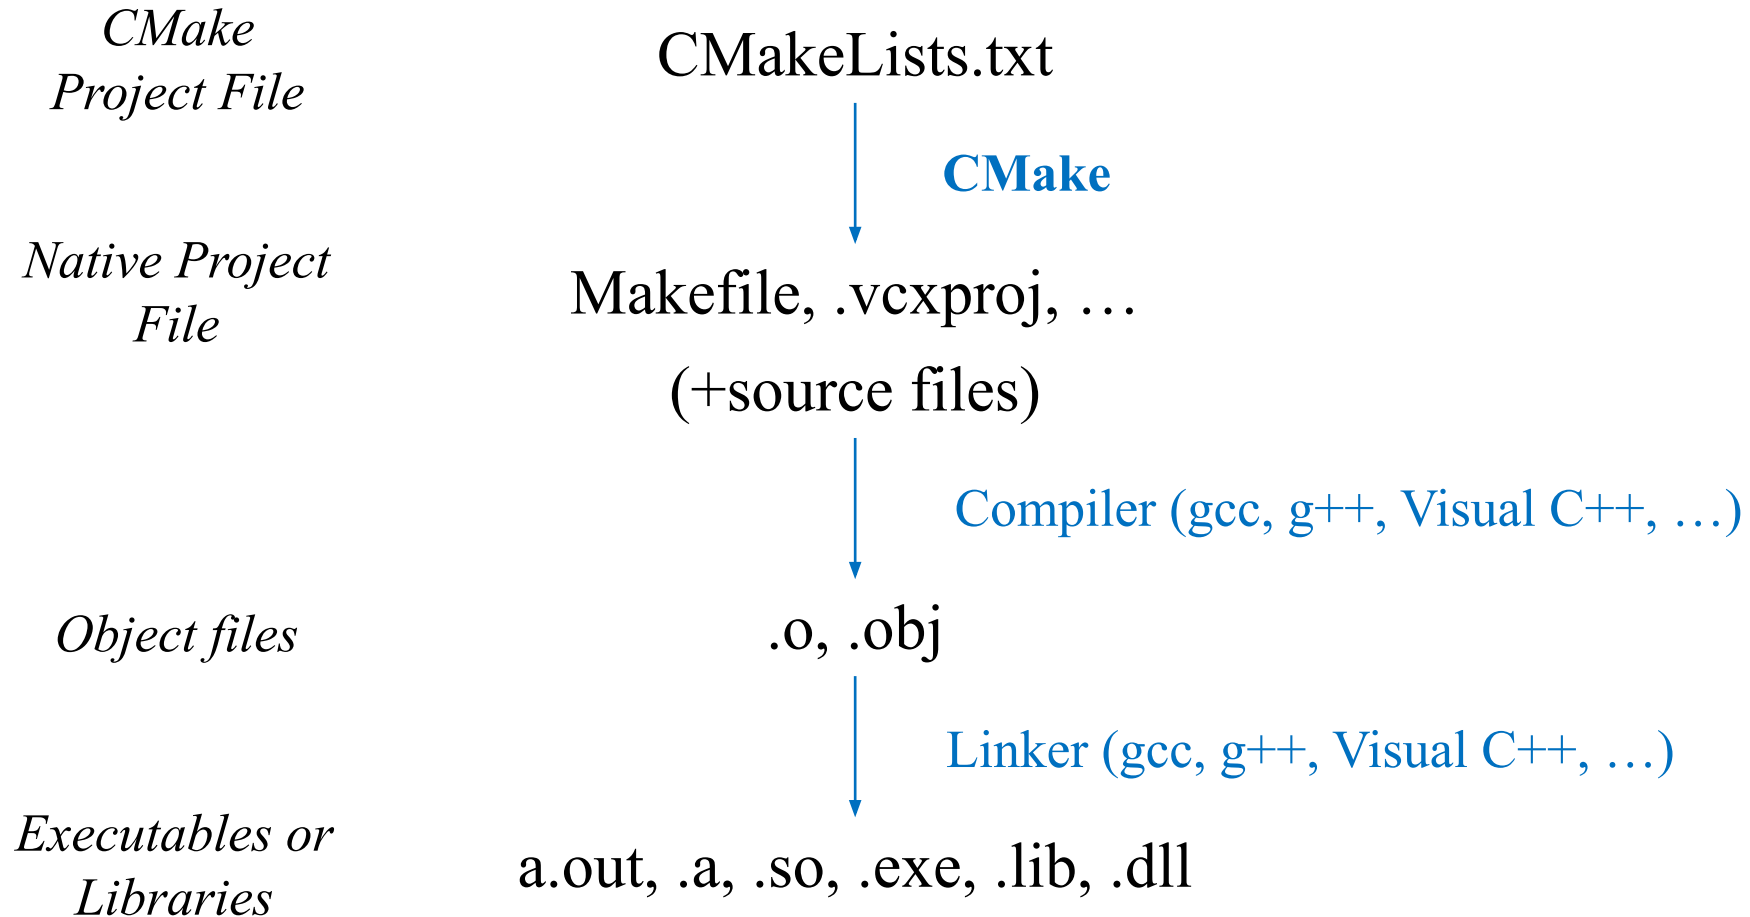 CMake
Project File
CMakeLists.txt
CMake
Native Project
File
Makefile, .vcxproj, …
(+source files)
Compiler (gcc, g++, Visual C++, …)
Object files
.o, .obj
Linker (gcc, g++, Visual C++, …)
Executables or
Libraries
a.out, .a, .so, .exe, .lib, .dll